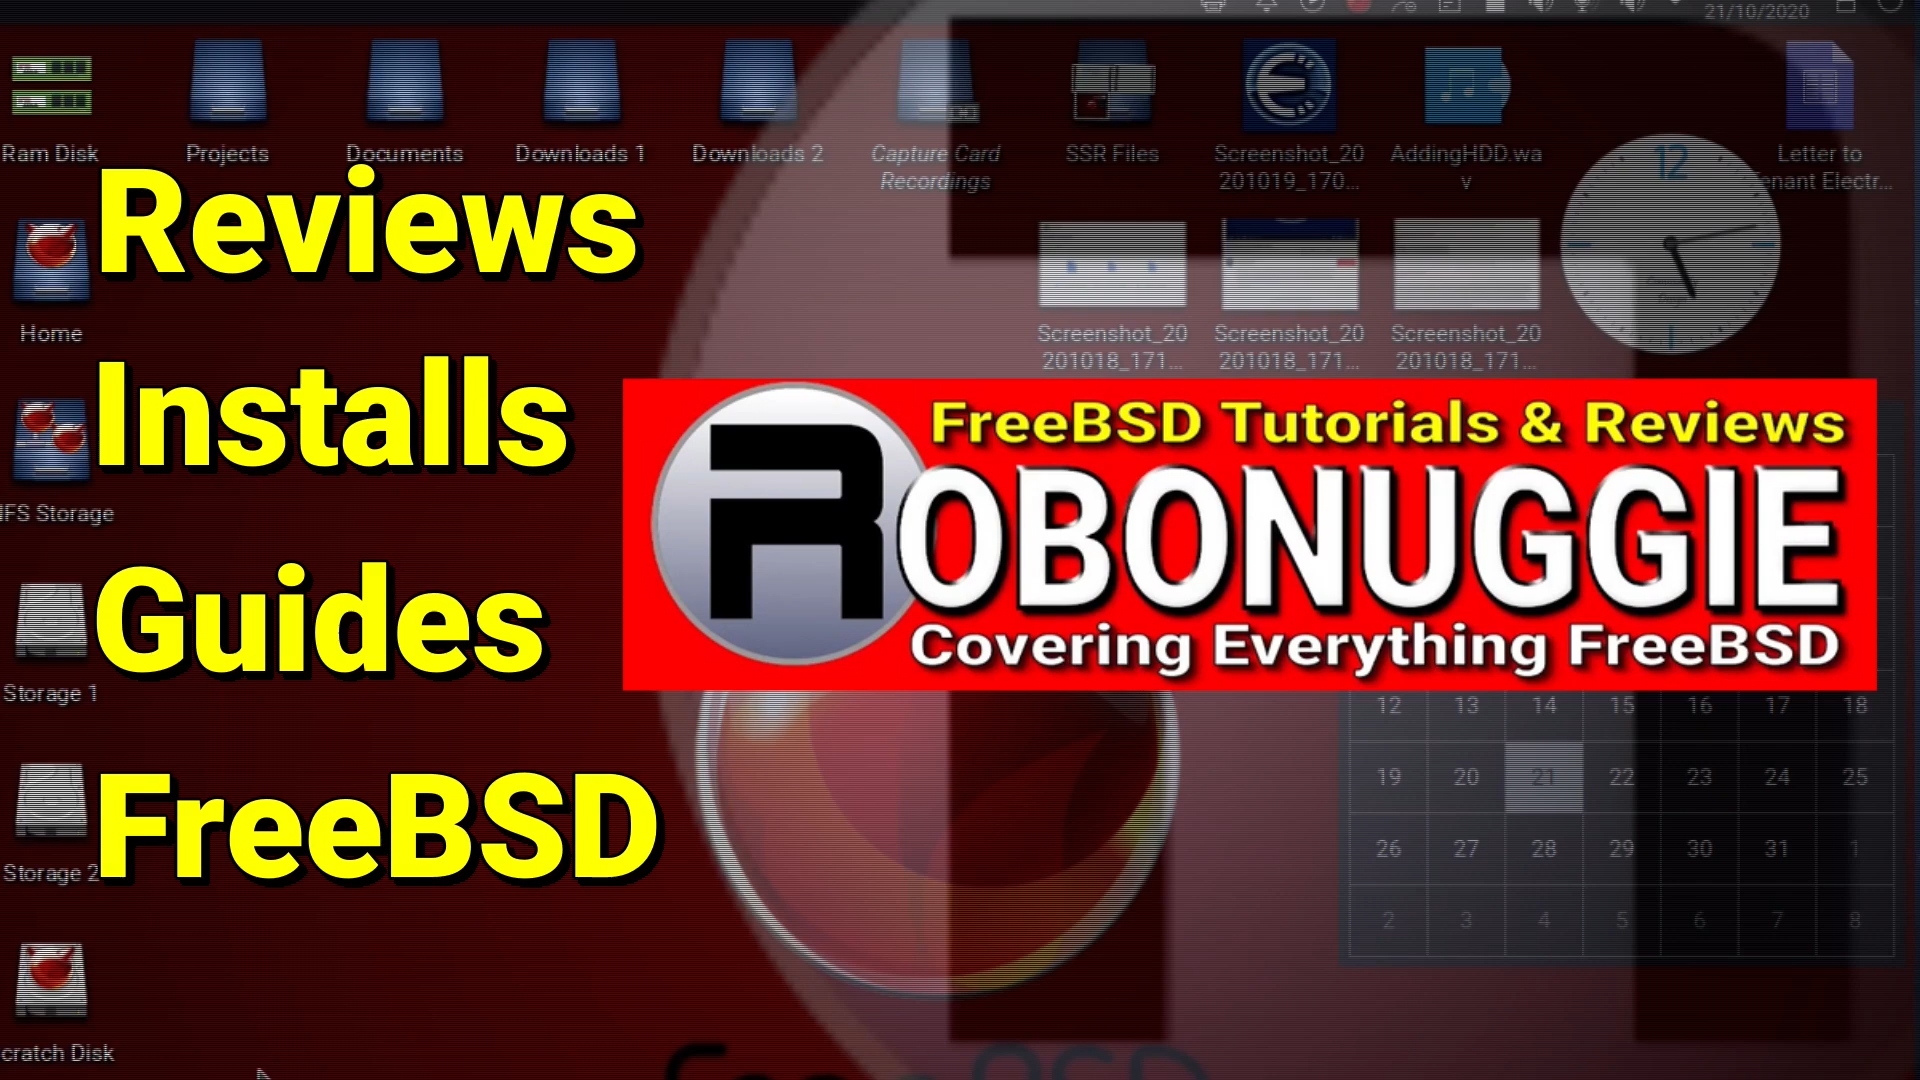 21/10/2020
Ram Disk
Projects
Documents
Downloads 1
Downloads 2
Capture Card
Recordings
SSR Files
Screenshot_20
201019_170...
AddingHDD.wa
v
Letter to
enant Electr...
12
Reviews
Home
Screenshot_20
201018_171...
Screenshot_20
201018_171...
Screenshot_20
201018_171...
Installs
FreeBSD Tutorials & Reviews
ROBONUGGIE
Covering Everything FreeBSD
FS Storage
Guides
Storage 1
12 13 14 15 16 17 18
19 20 21 22 23 24 25
26 27 28 29 30 31 1
2 3 4 5 6 7 8
FreeBSD
Storage 2
cratch Disk